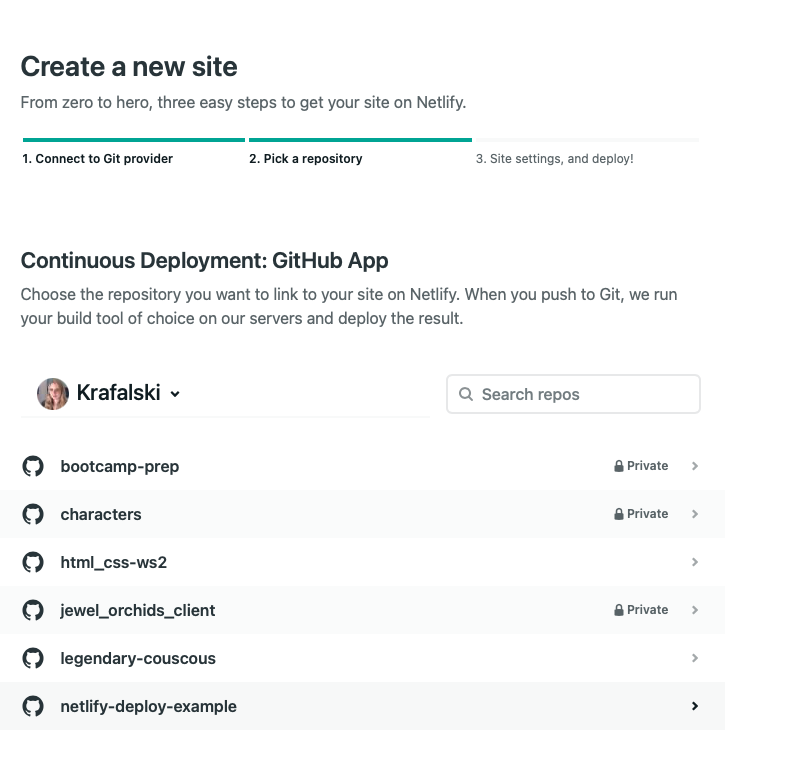 Create a new site
From zero to hero, three easy steps to get your site on Netlify.
1. Connect to Git provider
2. Pick a repository
3. Site settings, and deploy!
Continuous Deployment: GitHub App
Choose the repository you want to link to your site on Netlify. When you push to Git, we run
your build tool of choice on our servers and deploy the result.
Krafalski
Search repos
bootcamp-prep Private
characters Private
html_css-ws2
jewel_orchids_client Private
legendary-couscous
netlify-deploy-example